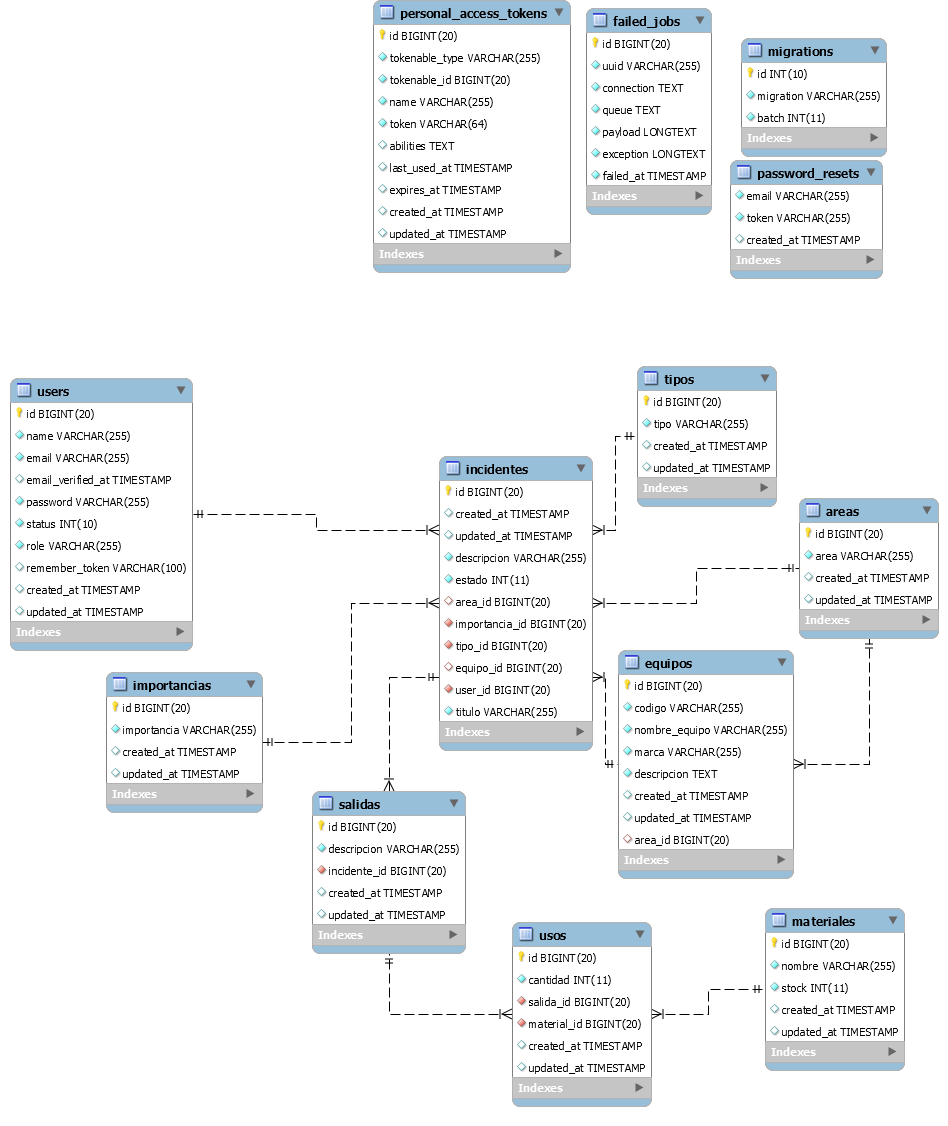 personal_access_tokens
id BIGINT(20)
tokenable_type VARCHAR(255)
tokenable_id BIGINT(20)
name VARCHAR(255)
token VARCHAR(64)
abilities TEXT
last_used_at TIMESTAMP
expires_at TIMESTAMP
created_at TIMESTAMP
updated_at TIMESTAMP
Indexes
failed_jobs
id BIGINT(20)
uuid VARCHAR(255)
connection TEXT
queue TEXT
payload LONGTEXT
exception LONGTEXT
failed_at TIMESTAMP
Indexes
migrations
id INT(10)
migration VARCHAR(255)
batch INT(11)
Indexes
password_resets
email VARCHAR(255)
token VARCHAR(255)
created_at TIMESTAMP
Indexes
users
id BIGINT(20)
name VARCHAR(255)
email VARCHAR(255)
email_verified_at TIMESTAMP
password VARCHAR(255)
status INT(10)
role VARCHAR(255)
remember_token VARCHAR(100)
created_at TIMESTAMP
updated_at TIMESTAMP
Indexes
incidentes
id BIGINT(20)
created_at TIMESTAMP
updated_at TIMESTAMP
descripcion VARCHAR(255)
estado INT(11)
area_id BIGINT(20)
importancia_id BIGINT(20)
tipo_id BIGINT(20)
equipo_id BIGINT(20)
user_id BIGINT(20)
titulo VARCHAR(255)
Indexes
tipos
id BIGINT(20)
tipo VARCHAR(255)
created_at TIMESTAMP
updated_at TIMESTAMP
Indexes
areas
id BIGINT(20)
area VARCHAR(255)
created_at TIMESTAMP
updated_at TIMESTAMP
Indexes
importancias
id BIGINT(20)
importancia VARCHAR(255)
created_at TIMESTAMP
updated_at TIMESTAMP
Indexes
equipos
id BIGINT(20)
codigo VARCHAR(255)
nombre_equipo VARCHAR(255)
marca VARCHAR(255)
descripcion TEXT
created_at TIMESTAMP
updated_at TIMESTAMP
area_id BIGINT(20)
Indexes
salidas
id BIGINT(20)
descripcion VARCHAR(255)
incidente_id BIGINT(20)
created_at TIMESTAMP
updated_at TIMESTAMP
Indexes
usos
id BIGINT(20)
cantidad INT(11)
salida_id BIGINT(20)
material_id BIGINT(20)
created_at TIMESTAMP
updated_at TIMESTAMP
Indexes
materiales
id BIGINT(20)
nombre VARCHAR(255)
stock INT(11)
created_at TIMESTAMP
updated_at TIMESTAMP
Indexes